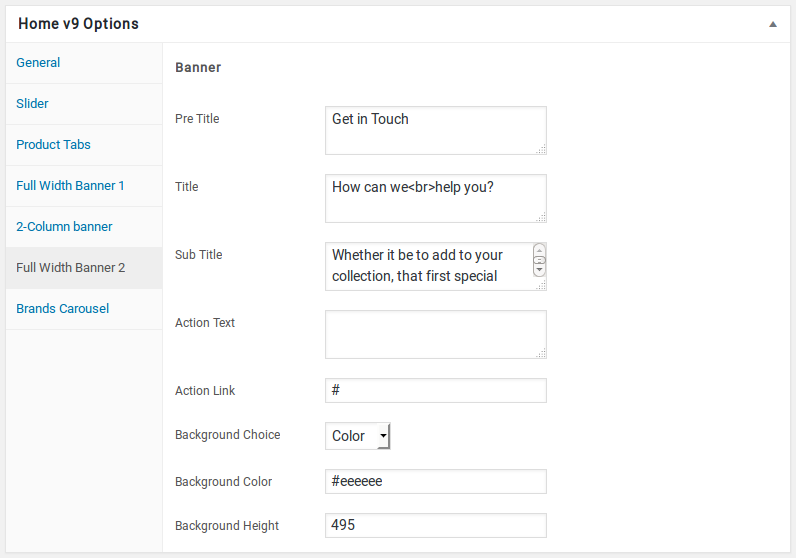 Home v9 Options
General
Slider
Product Tabs
Full Width Banner 1
2-Column banner
Full Width Banner 2
Brands Carousel
Banner
Pre Title
Get in Touch
Title
How can we<br>help you?
Sub Title
Whether it be to add to your
collection, that first special
Action Text
Action Link
#
Background Choice
Color
Background Color
#eeeeee
Background Height
495